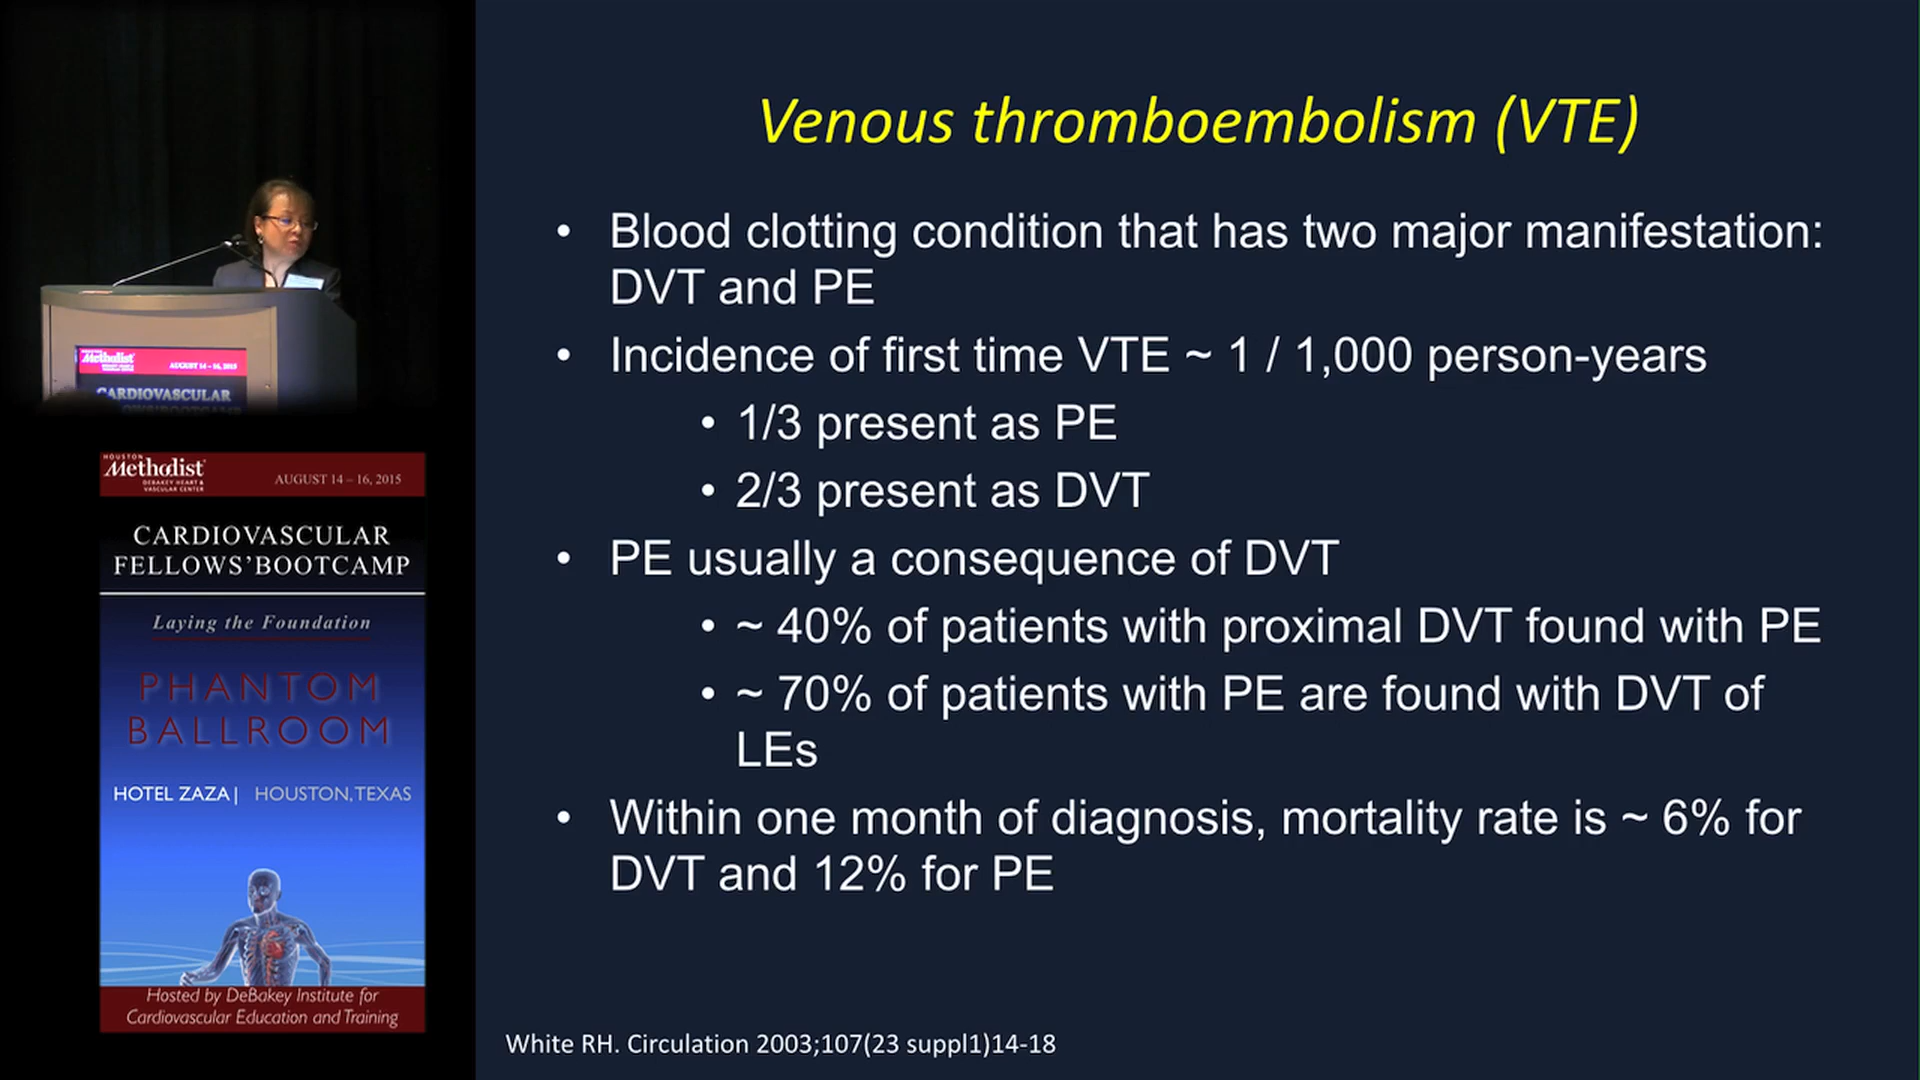 Venous thromboembolism (VTE)
• Blood clotting condition that has two major manifestation:
DVT and PE
• Incidence of first time VTE ~ 1 / 1,000 person-years
• 1/3 present as PE
• 2/3 present as DVT
• PE usually a consequence of DVT
• ~ 40% of patients with proximal DVT found with PE
• ~ 70% of patients with PE are found with DVT of
LEs
• Within one month of diagnosis, mortality rate is ~ 6% for
DVT and 12% for PE
White RH. Circulation 2003;107(23 suppl1)14-18
Methodist
AUGUST 14 – 16, 2015
CARDIOVASCULAR
HOUSTON
Methodist
DEBAKEY HEART &
VASCULAR CENTER
AUGUST 14 – 16, 2015
CARDIOVASCULAR
FELLOWS'BOOTCAMP
Laying the Foundation
PHANTOM
BALLROOM
HOTEL ZAZA| HOUSTON,TEXAS
Hosted by DeBakey Institute for
Cardiovascular Education and Training